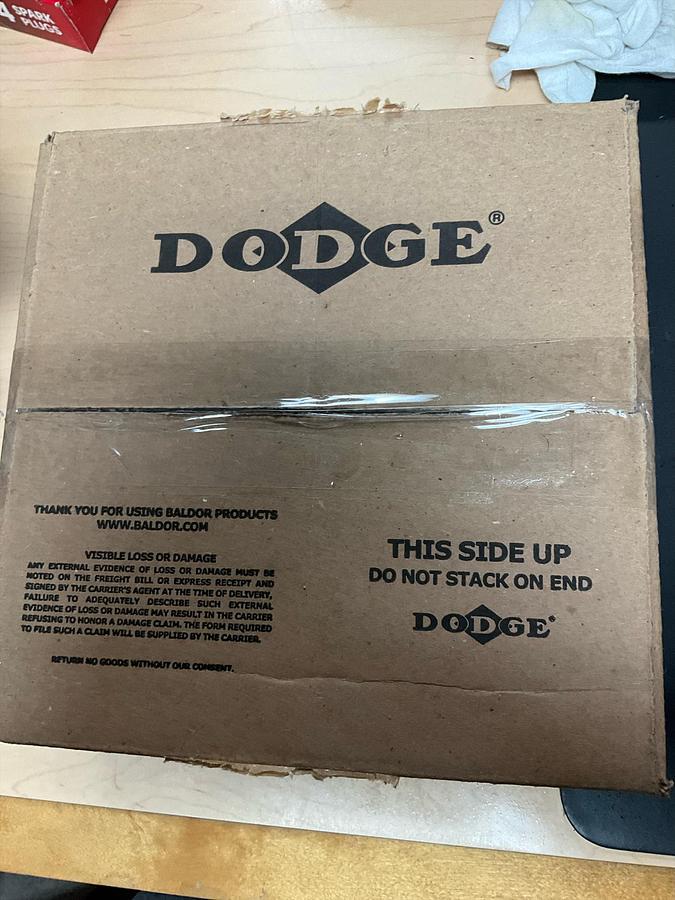 4 SPARK
PLUGS
DODGE®
THANK YOU FOR USING BALDOR PRODUCTS
WWW.BALDOR.COM
VISIBLE LOSS OR DAMAGE
ANY EXTERNAL EVIDENCE OF LOSS OR DAMAGE MUST BE
NOTED ON THE FREIGHT BILL OR EXPRESS RECEIPT AND
SIGNED BY THE CARRIER'S AGENT AT THE TIME OF DELIVERY,
FAILURE TO ADEQUATELY DESCRIBE SUCH EXTERNAL
EVIDENCE OF LOSS OR DAMAGE MAY RESULT IN THE CARRIER
REFUSING TO HONOR A DAMAGE CLAIM. THE FORM REQUIRED
TO FILE SUCH A CLAIM WILL BE SUPPLIED BY THE CARRIER.
RETURN NO GOODS WITHOUT OUR CONSENT.
THIS SIDE UP
DO NOT STACK ON END
DODGE®